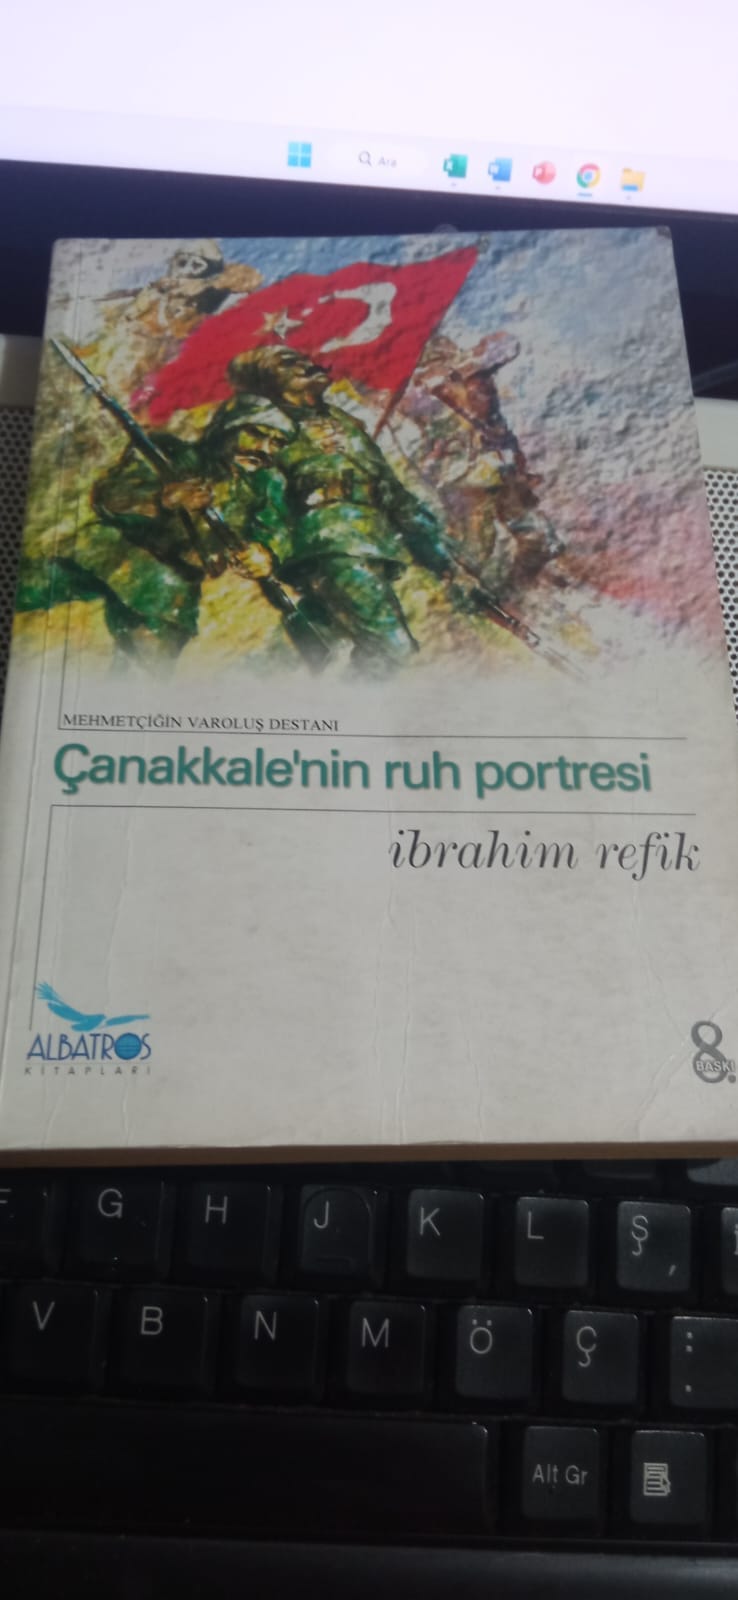 Ara
MEHMETÇİĞİN VAROLUŞ DESTANI
Çanakkale'nin ruh portresi
ibrahim refik
ALBATROS
KİTAPLARI
8.
BASKI
F G H J K L Ş ,
V B N M Ö Ç : .
Alt Gr